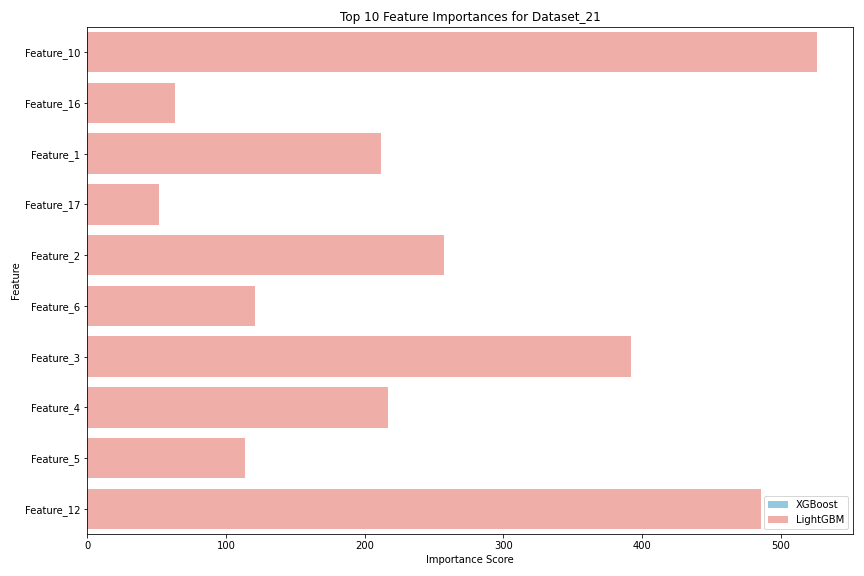 Top 10 Feature Importances for Dataset_21
Feature_10
Feature_16
Feature_1
Feature_17
Feature_2
Feature_6
Feature_3
Feature_4
Feature_5
Feature_12
Feature
XGBoost
LightGBM
0 100 200 300 400 500
Importance Score